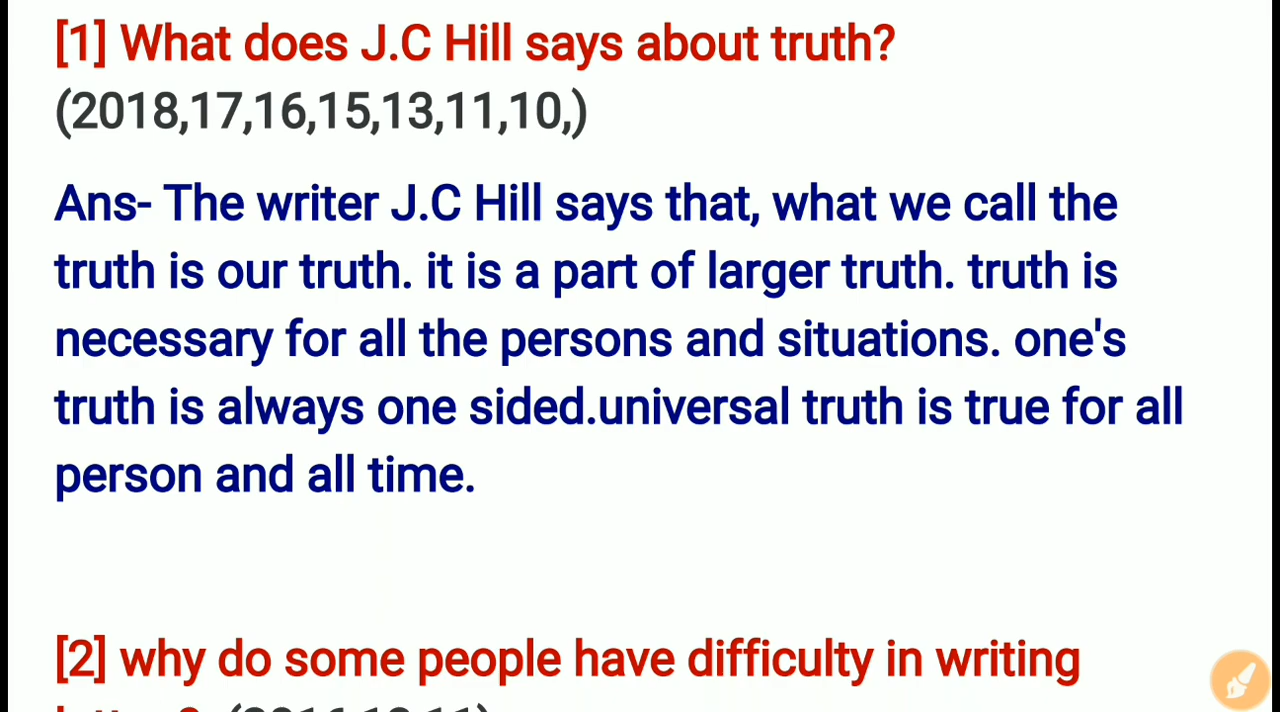 [1] What does J.C Hill says about truth?
(2018,17,16,15,13,11,10,)
Ans- The writer J.C Hill says that, what we call the
truth is our truth. it is a part of larger truth. truth is
necessary for all the persons and situations. one's
truth is always one sided.universal truth is true for all
person and all time.
[2] why do some people have difficulty in writing